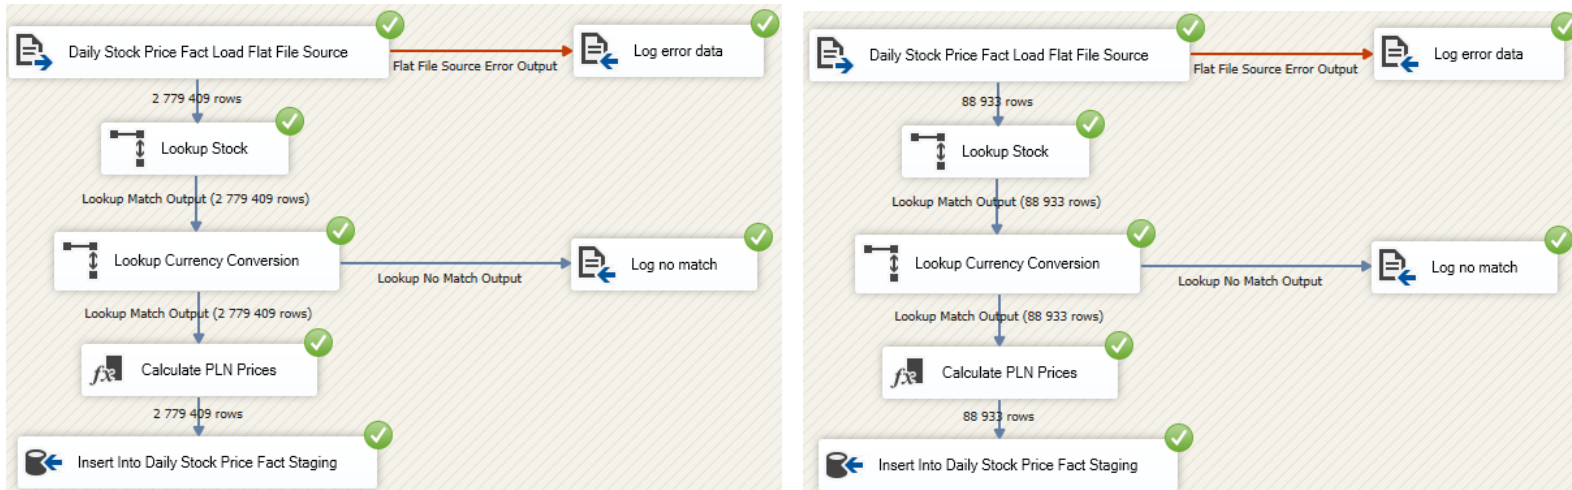 Daily Stock Price Fact Load Flat File Source
Flat File Source Error Output
Log error data
2 779 409 rows
Lookup Stock
Lookup Match Output (2 779 409 rows)
Lookup Currency Conversion
Lookup No Match Output
Log no match
Lookup Match Output (2 779 409 rows)
Calculate PLN Prices
2 779 409 rows
Insert Into Daily Stock Price Fact Staging
Daily Stock Price Fact Load Flat File Source
Flat File Source Error Output
Log error data
88 933 rows
Lookup Stock
Lookup Match Output (88 933 rows)
Lookup Currency Conversion
Lookup No Match Output
Log no match
Lookup Match Output (88 933 rows)
Calculate PLN Prices
88 933 rows
Insert Into Daily Stock Price Fact Staging